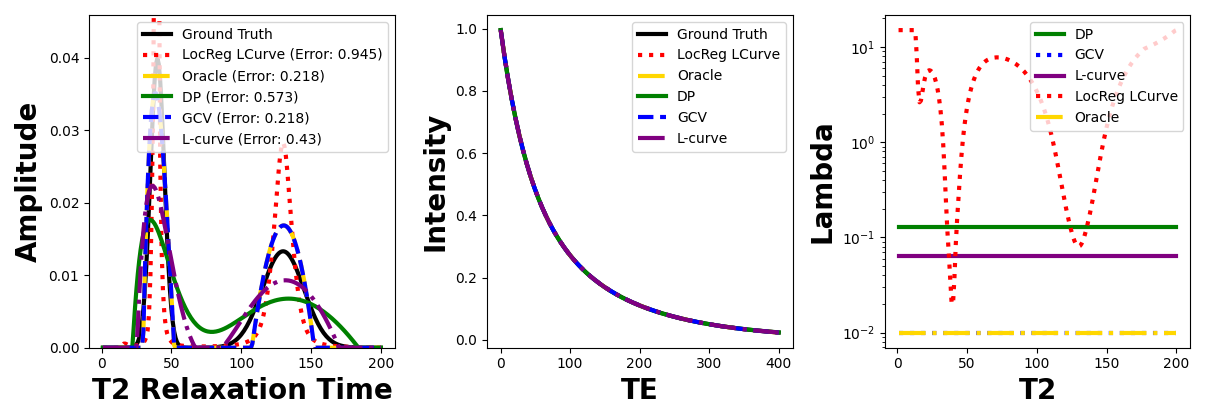 Amplitude
0.04
0.03
0.02
0.01
0.00
Ground Truth
LocReg LCurve (Error: 0.945)
Oracle (Error: 0.218)
DP (Error: 0.573)
GCV (Error: 0.218)
L-curve (Error: 0.43)
0 50 100 150 200
T2 Relaxation Time
Intensity
1.0
0.8
0.6
0.4
0.2
0.0
Ground Truth
LocReg LCurve
Oracle
DP
GCV
L-curve
0 100 200 300 400
TE
Lambda
10¹
10⁰
10⁻¹
10⁻²
DP
GCV
L-curve
LocReg LCurve
Oracle
0 50 100 150 200
T2